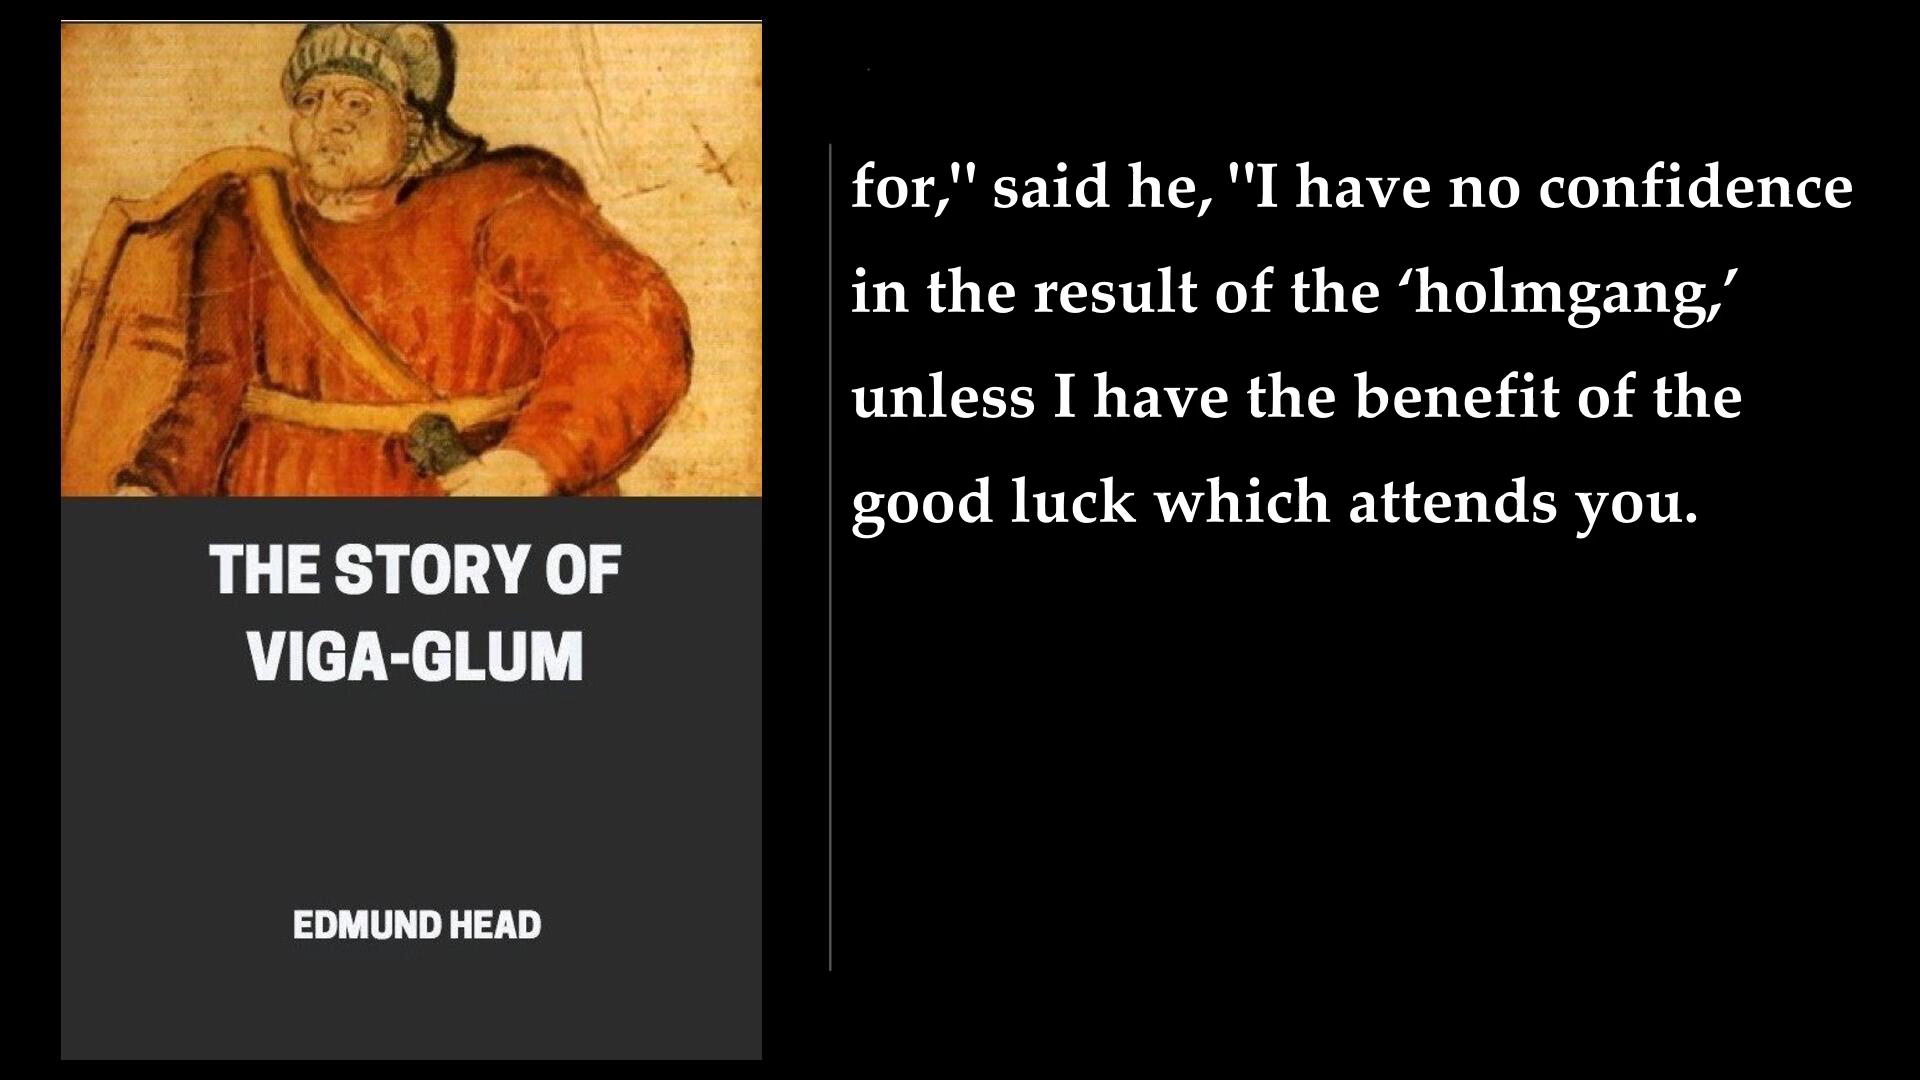 THE STORY OF
VIGA-GLUM
EDMUND HEAD
for," said he, "I have no confidence
in the result of the ‘holmgang,’
unless I have the benefit of the
good luck which attends you.